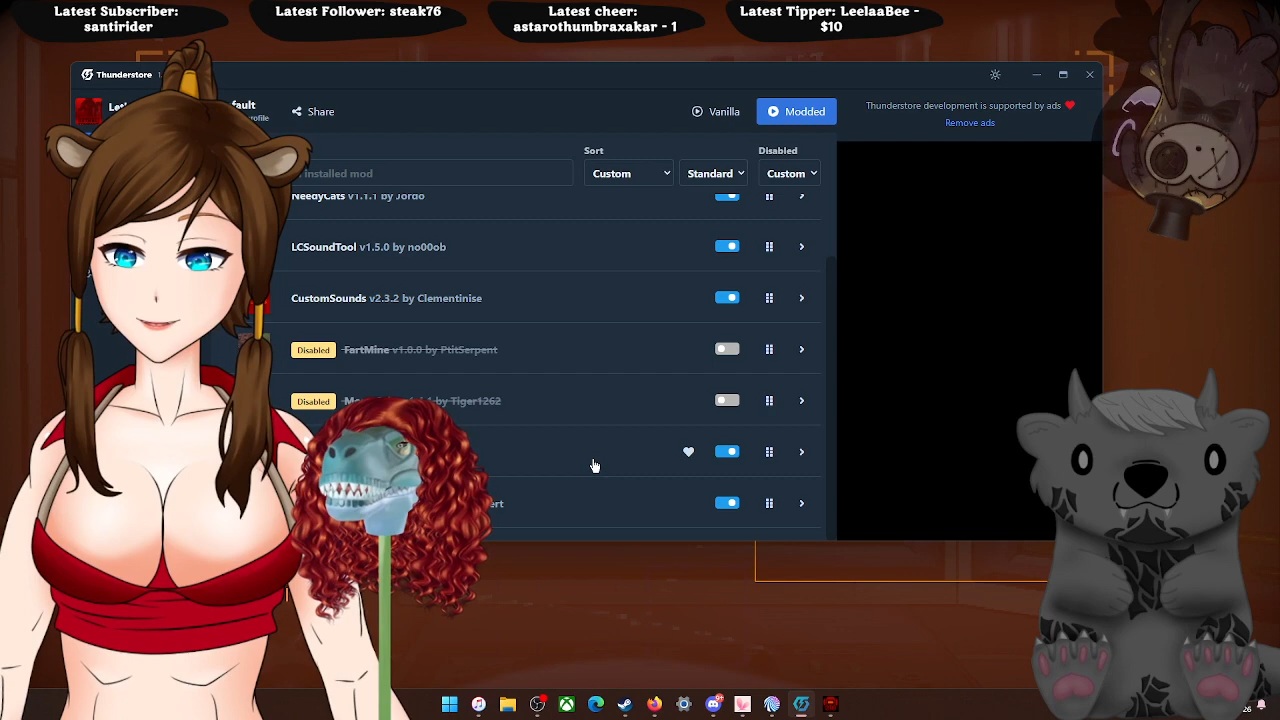 Latest Subscriber:
santirider
Latest Follower: steak76
Latest cheer:
astarothumbraxakar - 1
Latest Tipper: LeelaaBee -
$10
Thunderstore
Share
Vanilla
Modded
Thunderstore development is supported by ads
Remove ads
Sort
Disabled
installed mod
Custom
Standard
Custom
NeedyCats v1.1.1 by Jordo
LCSoundTool v1.5.0 by no00ob
CustomSounds v2.3.2 by Clementinise
Disabled FartMine v1.0.0 by PtitSerpent
Disabled by Tiger1262
26